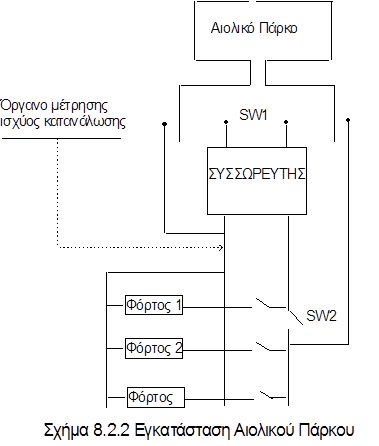 Αιολικό Πάρκο
Όργανο μέτρησης
ισχύος κατανάλωσης
SW1
ΣΥΣΣΩΡΕΥΤΗΣ
Φόρτος 1
SW2
Φόρτος 2
Φόρτος
Σχήμα 8.2.2 Εγκατάσταση Αιολικού Πάρκου